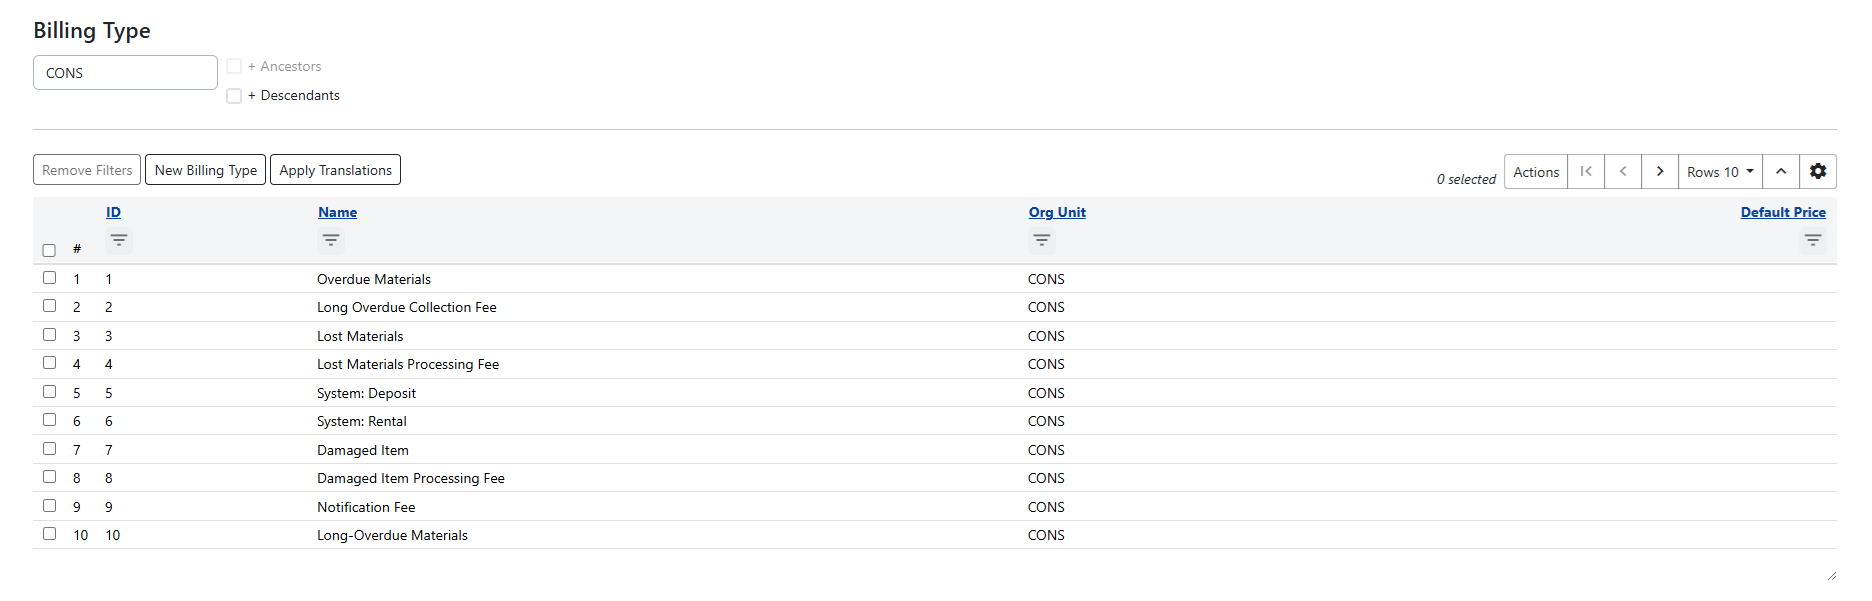 Billing Type
CONS
+ Ancestors
+ Descendants
Remove Filters New Billing Type Apply Translations 0 selected Actions Rows 10
# ID Name Org Unit Default Price
1 1 Overdue Materials CONS
2 2 Long Overdue Collection Fee CONS
3 3 Lost Materials CONS
4 4 Lost Materials Processing Fee CONS
5 5 System: Deposit CONS
6 6 System: Rental CONS
7 7 Damaged Item CONS
8 8 Damaged Item Processing Fee CONS
9 9 Notification Fee CONS
10 10 Long-Overdue Materials CONS